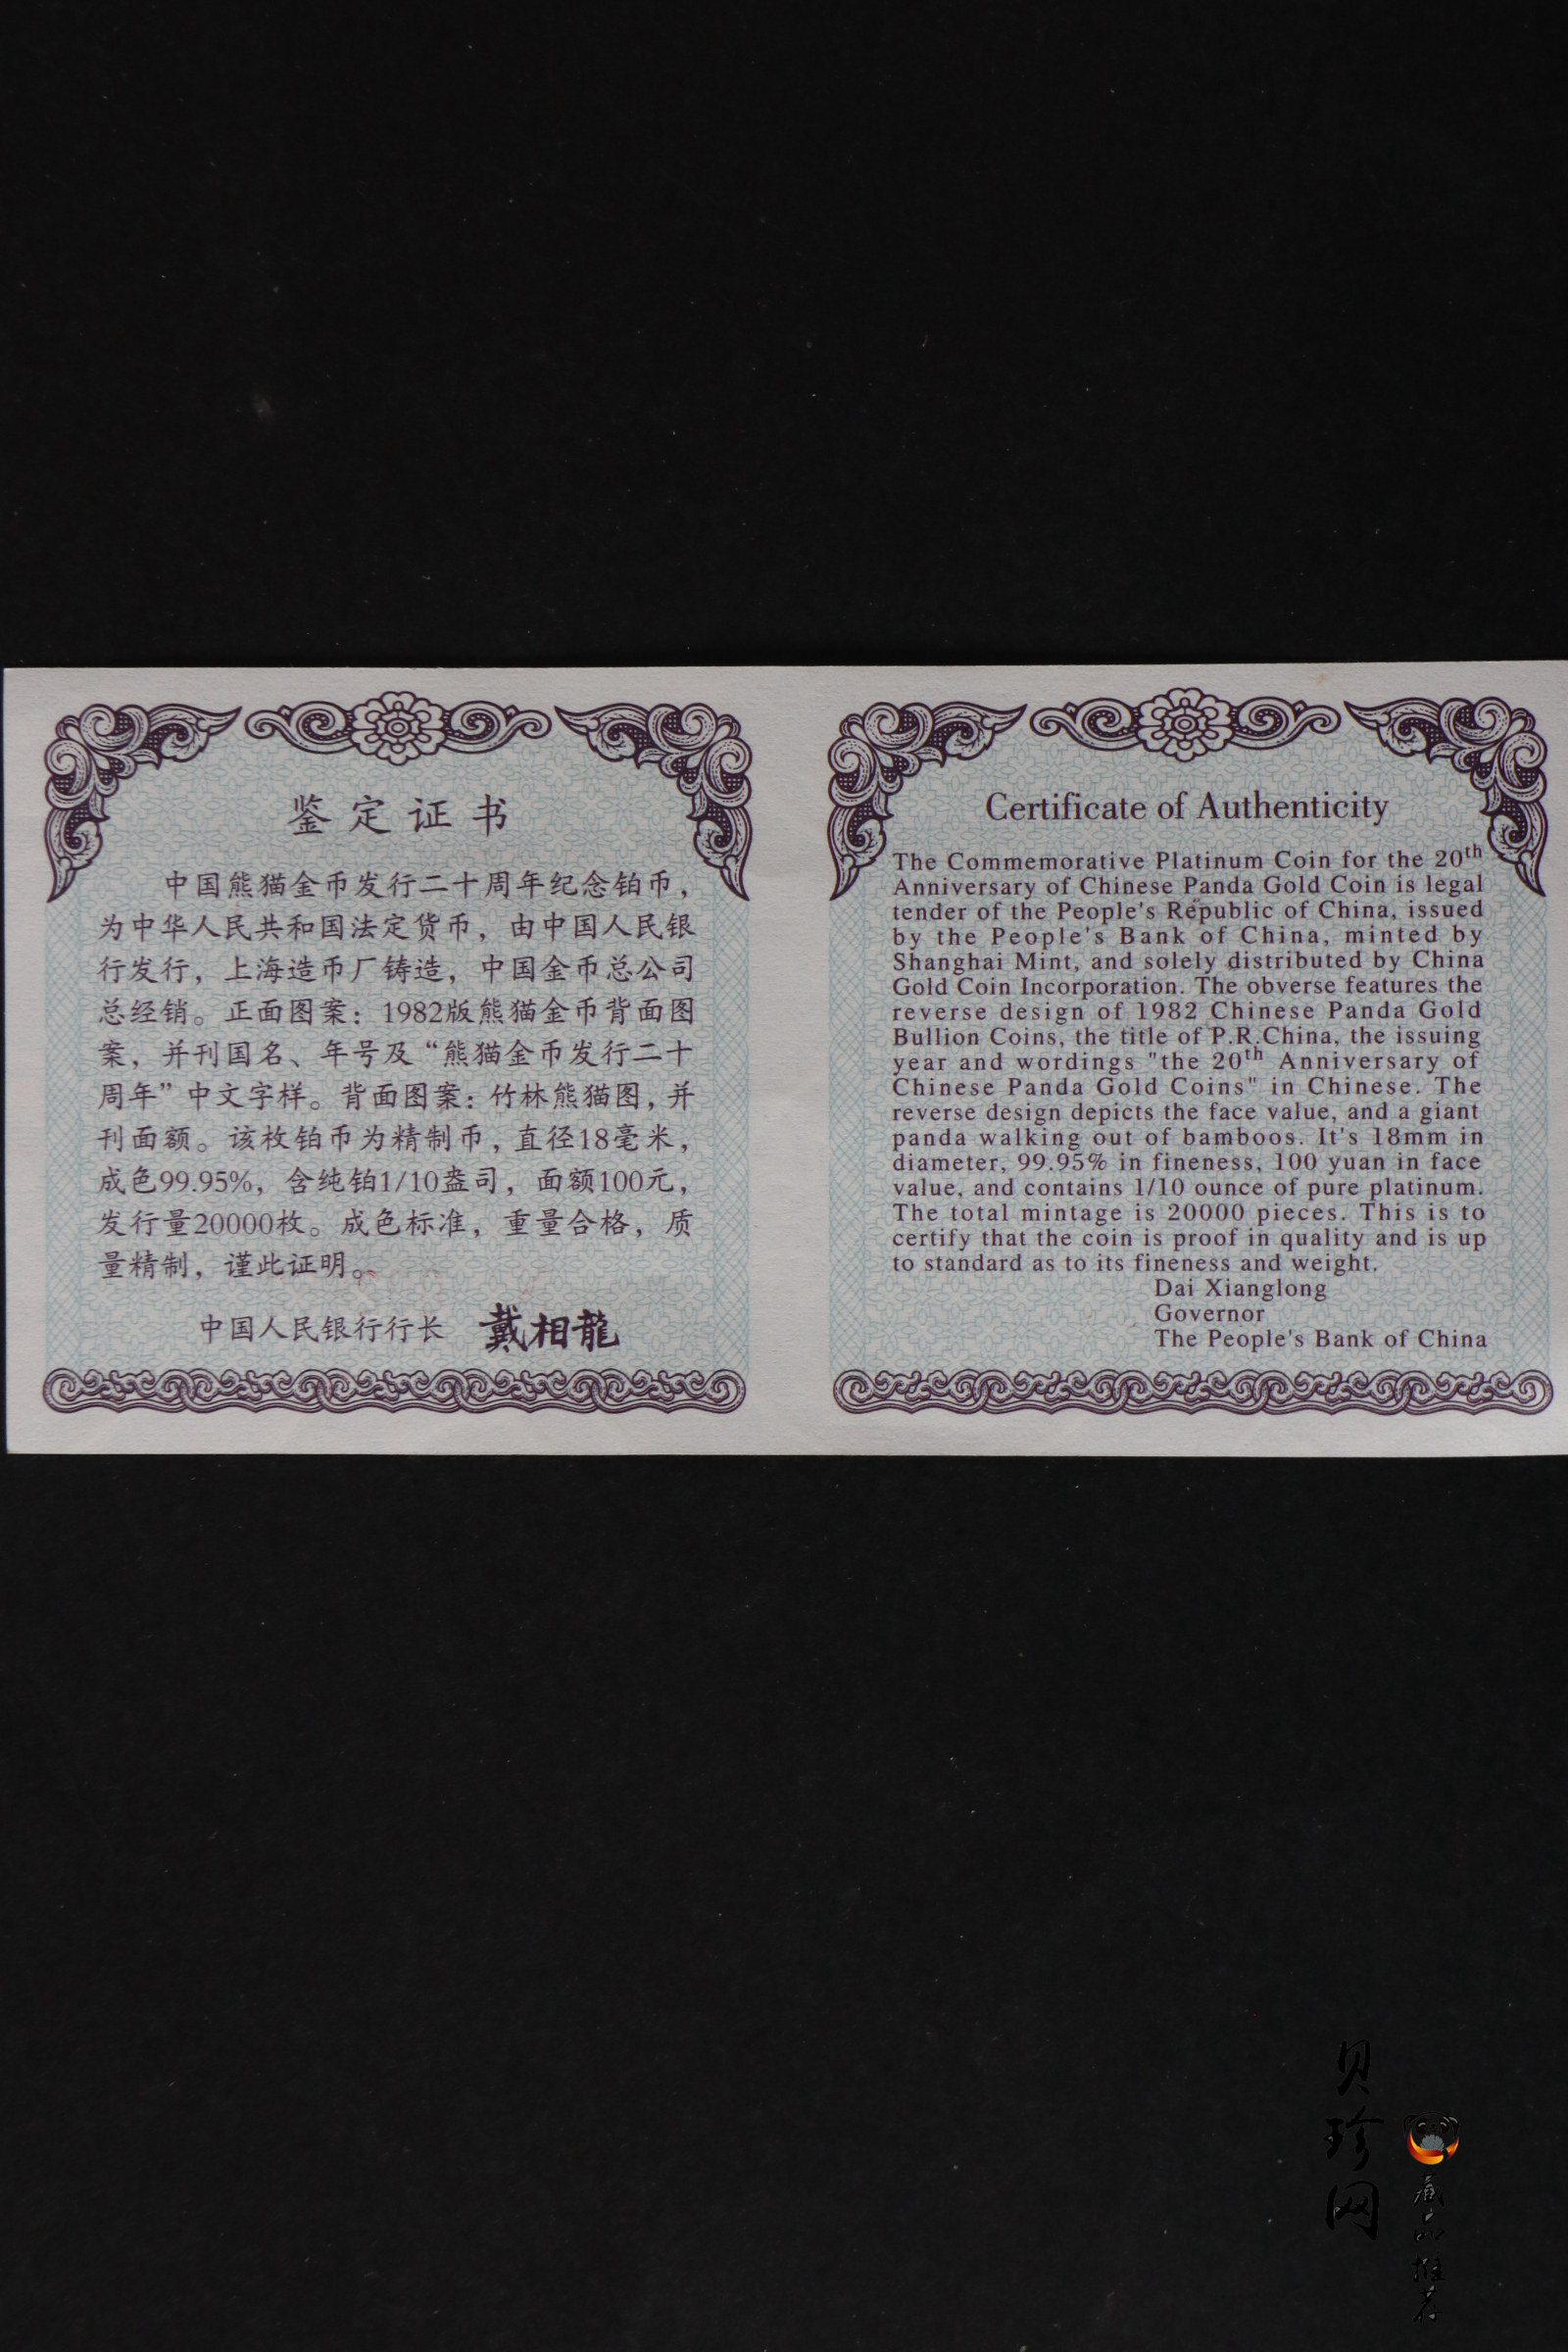 鉴定证书
中国熊猫金币发行二十周年纪念铂币，
为中华人民共和国法定货币，由中国人民银
行发行，上海造币厂铸造，中国金币总公司
总经销。正面图案：1982版熊猫金币背面图
案，并刊国名、年号及“熊猫金币发行二十
周年”中文字样。背面图案：竹林熊猫图，并
刊面额。该枚铂币为精制币，直径18毫米，
成色99.95%，含纯铂1/10盎司，面额100元，
发行量20000枚。成色标准，重量合格，质
量精制，谨此证明。
中国人民银行行长 戴相龍
Certificate of Authenticity
The Commemorative Platinum Coin for the 20th
Anniversary of Chinese Panda Gold Coin is legal
tender of the People's Republic of China, issued
by the People's Bank of China, minted by
Shanghai Mint, and solely distributed by China
Gold Coin Incorporation. The obverse features the
reverse design of 1982 Chinese Panda Gold
Bullion Coins, the title of P.R.China, the issuing
year and wordings "the 20th Anniversary of
Chinese Panda Gold Coins" in Chinese. The
reverse design depicts the face value, and a giant
panda walking out of bamboos. It's 18mm in
diameter, 99.95% in fineness, 100 yuan in face
value, and contains 1/10 ounce of pure platinum.
The total mintage is 20000 pieces. This is to
certify that the coin is proof in quality and is up
to standard as to its fineness and weight.
Dai Xianglong
Governor
The People's Bank of China
贝珍网
藏品推荐